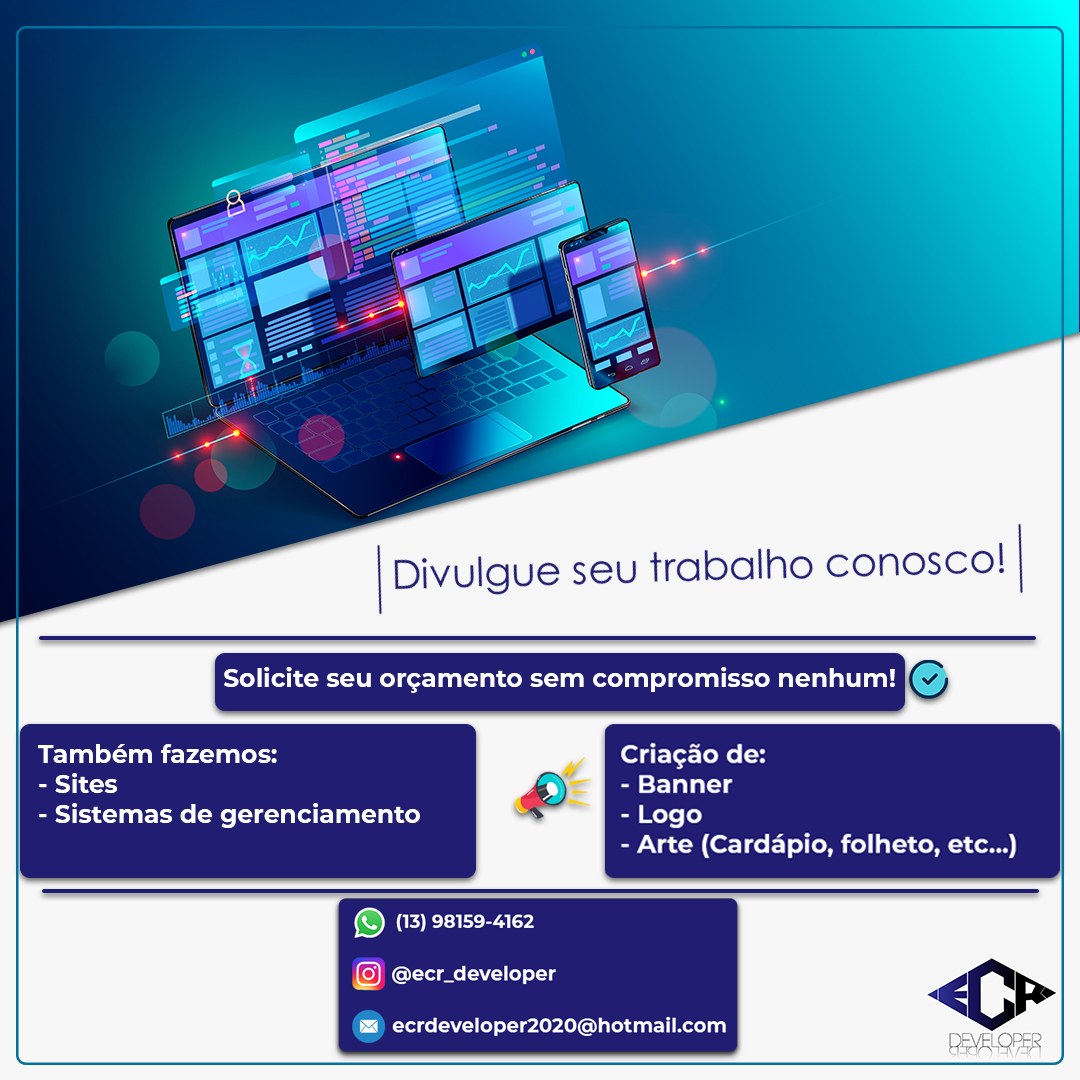 Divulgue seu trabalho conosco!
Solicite seu orçamento sem compromisso nenhum!
Também fazemos:
- Sites
- Sistemas de gerenciamento
Criação de:
- Banner
- Logo
- Arte (Cardápio, folheto, etc...)
(13) 98159-4162
@ecr_developer
ecrdeveloper2020@hotmail.com
ECR
DEVELOPER